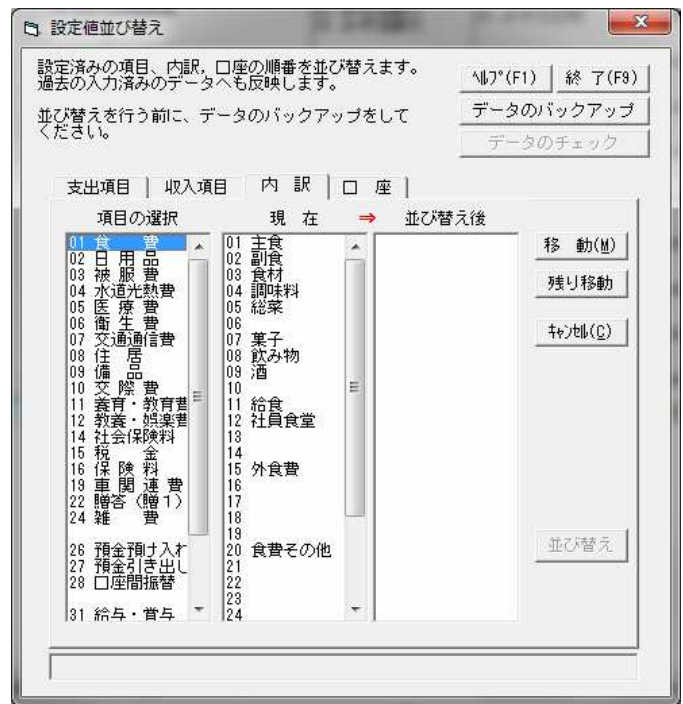 設定値並び替え
設定済みの項目、内訳,口座の順番を並び替えます。
過去の入力済みのデータへも反映します。
並び替えを行う前に、データのバックアップをして
ください。
ﾍﾙﾌﾟ(F1)
終 了(F9)
データのバックアップ
データのチェック
支出項目
収入項目
内 訳
口 座
項目の選択
現 在
⇒
並び替え後
01 食 費
02 日 用 品
03 被 服 費
04 水道光熱費
05 医 療 費
06 衛 生 費
07 交通通信費
08 住 居
09 備 品
10 交 際 費
11 養育・教育費
12 教養・娯楽費
14 社会保険料
15 税 金
16 保 険 料
19 車 関 連 費
22 贈答（贈１）
24 雑 費
26 預金預け入れ
27 預金引き出し
28 口座間振替
31 給与・賞与
01 主食
02 副食
03 食材
04 調味料
05 総菜
06
07 菓子
08 飲み物
09 酒
10
11 給食
12 社員食堂
13
14
15 外食費
16
17
18
19
20 食費その他
21
22
23
24
移 動(M)
残り移動
ｷｬﾝｾﾙ(C)
並び替え